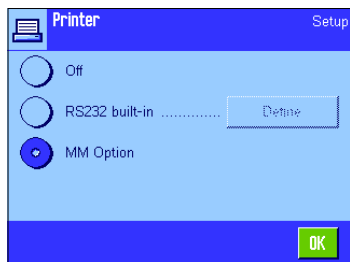 Printer Setup
Off
RS232 built-in .............. Define
MM Option
OK